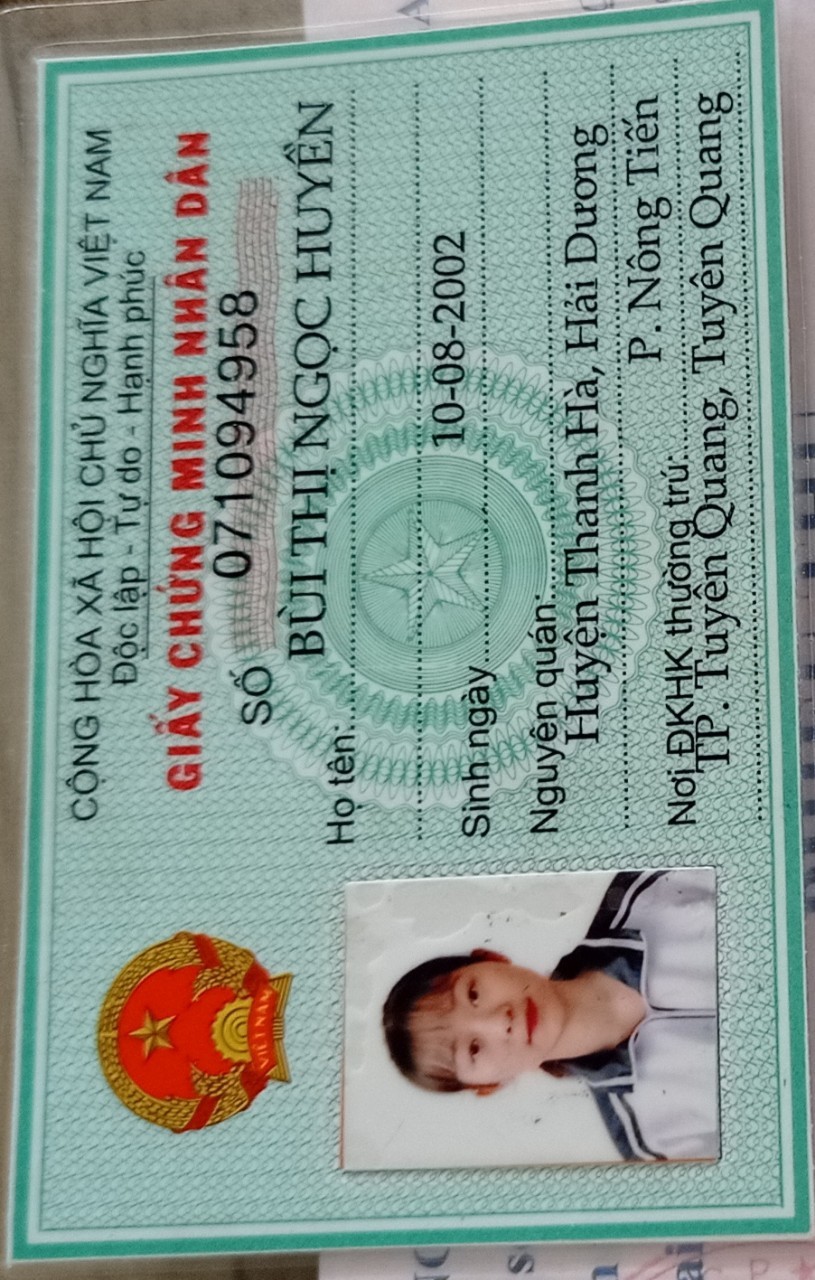 CỘNG HÒA XÃ HỘI CHỦ NGHĨA VIỆT NAM
Độc lập - Tự do - Hạnh phúc
GIẤY CHỨNG MINH NHÂN DÂN
SỐ 071094958
Họ tên: BÙI THỊ NGỌC HUYỀN
Sinh ngày 10-08-2002
Nguyên quán:
Huyện Thanh Hà, Hải Dương
Nơi ĐKHK thường trú: P. Nông Tiến
TP. Tuyên Quang, Tuyên Quang
VIỆT NAM